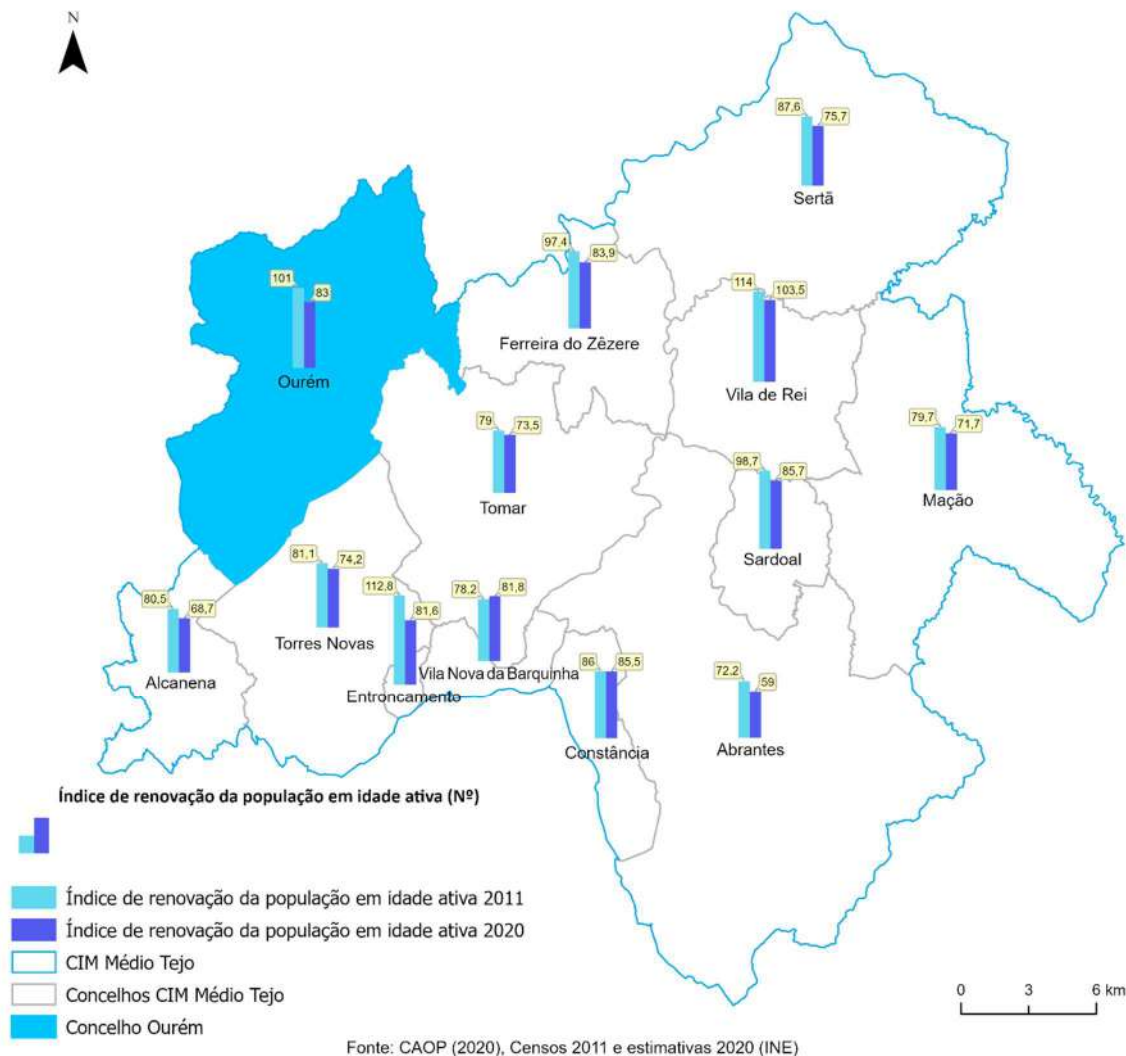 N
87,6
75,7
Sertã
97,4
83,9
Ferreira do Zêzere
101
83
Ourém
114
103,5
Vila de Rei
79
73,5
Tomar
79,7
71,7
Mação
98,7
85,7
Sardoal
81,1
74,2
Torres Novas
80,5
68,7
Alcanena
112,8
81,6
Entroncamento
78,2
81,8
Vila Nova da Barquinha
86
85,5
Constância
72,2
59
Abrantes
Índice de renovação da população em idade ativa (Nº)
Índice de renovação da população em idade ativa 2011
Índice de renovação da população em idade ativa 2020
CIM Médio Tejo
Concelhos CIM Médio Tejo
Concelho Ourém
0 3 6 km
Fonte: CAOP (2020), Censos 2011 e estimativas 2020 (INE)